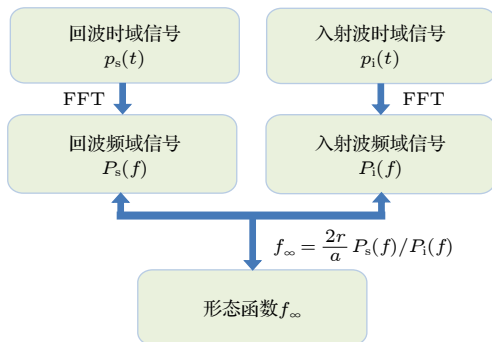 回波时域信号
pₛ(t)
入射波时域信号
pᵢ(t)
FFT
FFT
回波频域信号
Pₛ(f)
入射波频域信号
Pᵢ(f)
f∞ = 2r/a Pₛ(f)/Pᵢ(f)
形态函数f∞